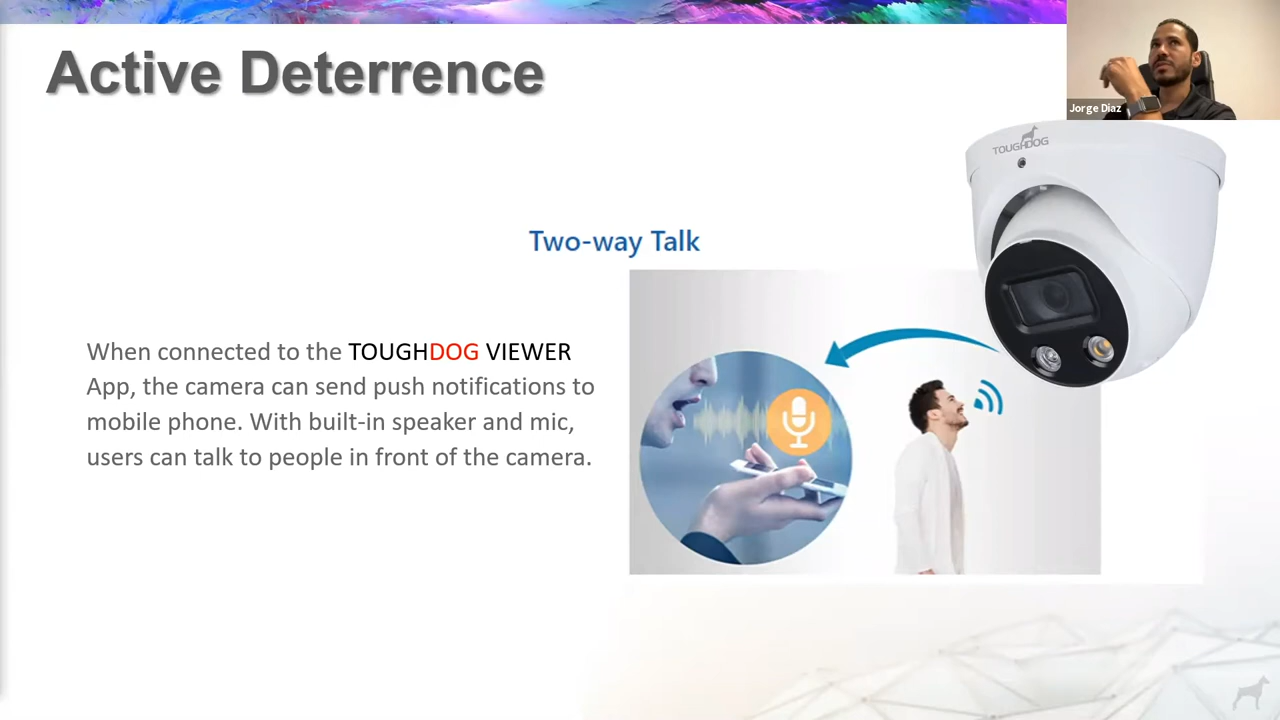 Active Deterrence
Jorge Diaz
TOUGHDOG
Two-way Talk
When connected to the TOUGHDOG VIEWER
App, the camera can send push notifications to
mobile phone. With built-in speaker and mic,
users can talk to people in front of the camera.